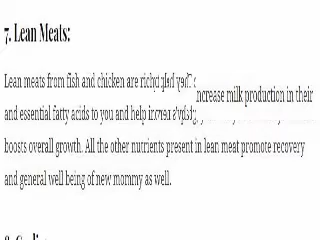 7. Lean Meats:
Lean meats from fish and chicken are
increase milk production in their
and essential fatty acids to you and help
boosts overall growth. All the other nutrients present in lean meat promote recovery
and general well being of new mommy as well.